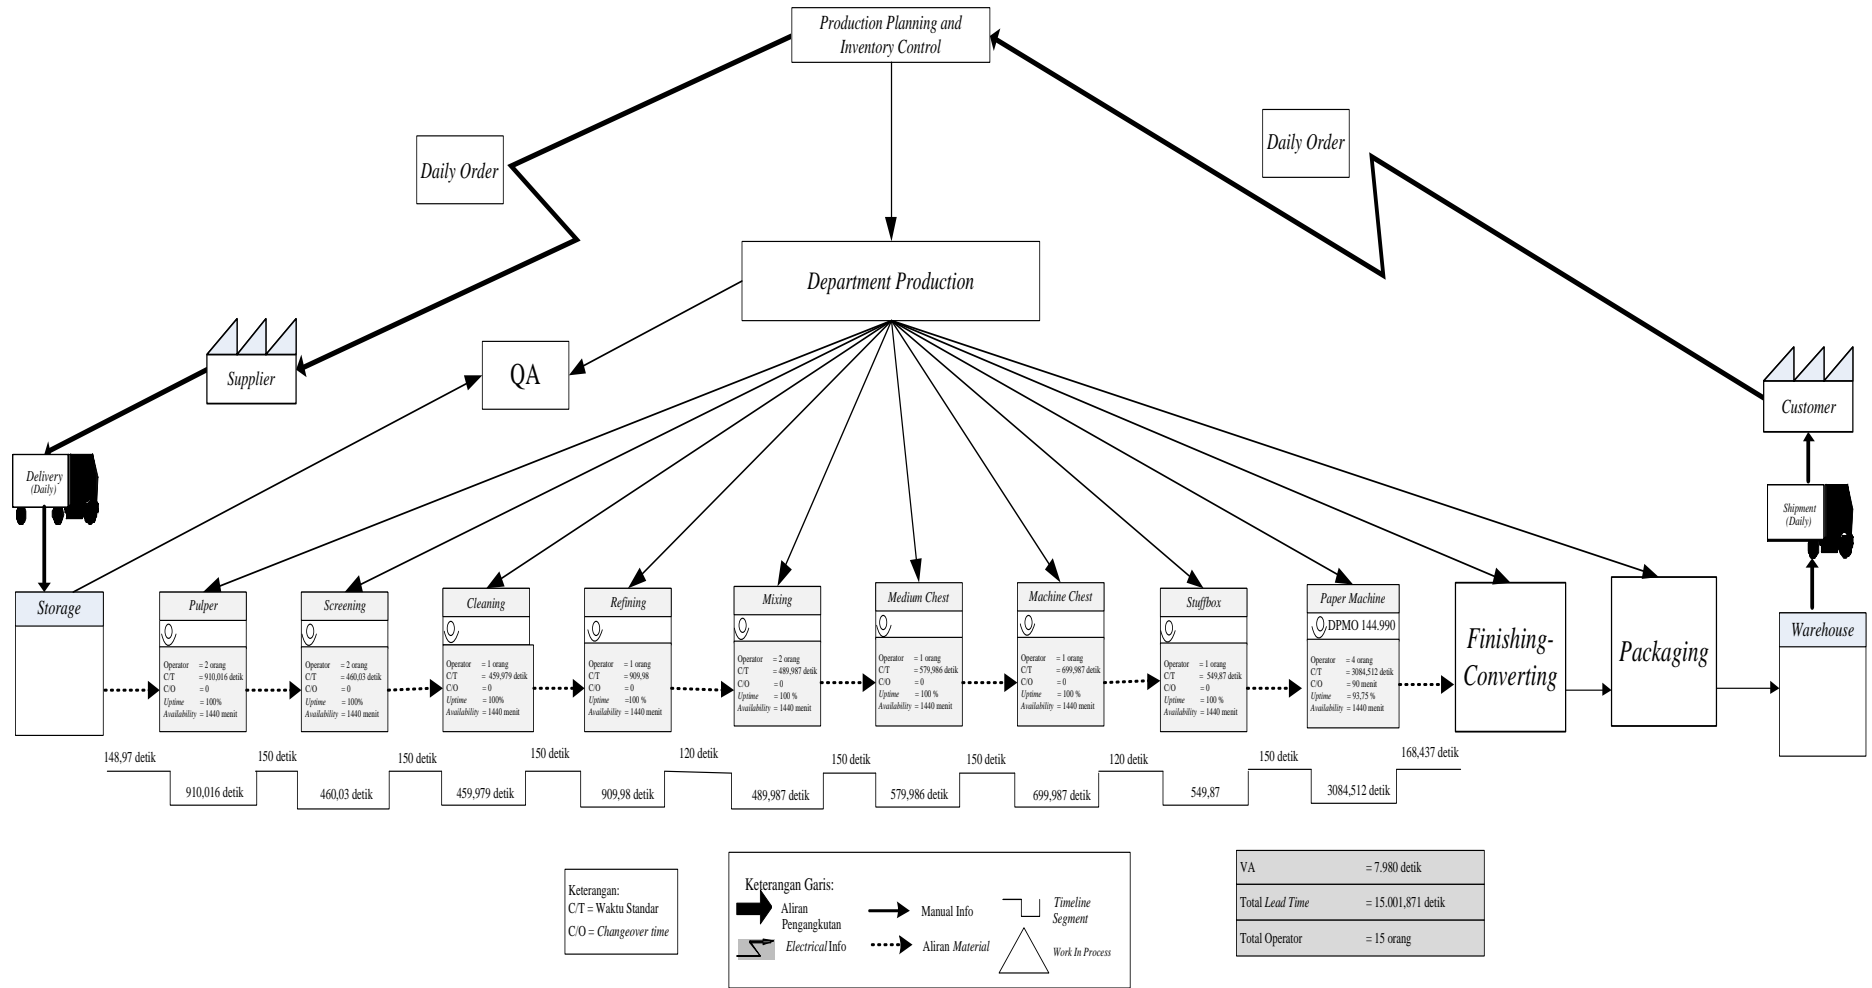 Production Planning and
Inventory Control
Daily Order
Daily Order
Department Production
QA
Supplier
Customer
Delivery
(Daily)
Shipment
(Daily)
Storage
Pulper
Operator = 2 orang
C/T = 910,016 detik
C/O = 0
Uptime = 100%
Availability = 1440 menit
Screening
Operator = 2 orang
C/T = 460,03 detik
C/O = 0
Uptime = 100%
Availability = 1440 menit
Cleaning
Operator = 1 orang
C/T = 459,979 detik
C/O = 0
Uptime = 100%
Availability = 1440 menit
Refining
Operator = 1 orang
C/T = 909,98
C/O = 0
Uptime =100 %
Availability = 1440 menit
Mixing
Operator = 2 orang
C/T = 489,987 detik
C/O = 0
Uptime = 100 %
Availability = 1440 menit
Medium Chest
Operator = 1 orang
C/T = 579,986 detik
C/O = 0
Uptime = 100 %
Availability = 1440 menit
Machine Chest
Operator = 1 orang
C/T = 699,987 detik
C/O = 0
Uptime = 100 %
Availability = 1440 menit
Stuffbox
Operator = 1 orang
C/T = 549,87 detik
C/O = 0
Uptime = 100 %
Availability = 1440 menit
Paper Machine
DPMO 144.990
Operator = 4 orang
C/T = 3084,512 detik
C/O = 90 menit
Uptime = 93,75 %
Availability = 1440 menit
Finishing-
Converting
Packaging
Warehouse
148,97 detik
150 detik
150 detik
150 detik
120 detik
150 detik
150 detik
120 detik
150 detik
168,437 detik
910,016 detik
460,03 detik
459,979 detik
909,98 detik
489,987 detik
579,986 detik
699,987 detik
549,87
3084,512 detik
Keterangan:
C/T = Waktu Standar
C/O = Changeover time
Keterangan Garis:
Aliran
Pengangkutan
Manual Info
Timeline
Segment
Electrical Info
Aliran Material
Work In Process
VA = 7.980 detik
Total Lead Time = 15.001,871 detik
Total Operator = 15 orang